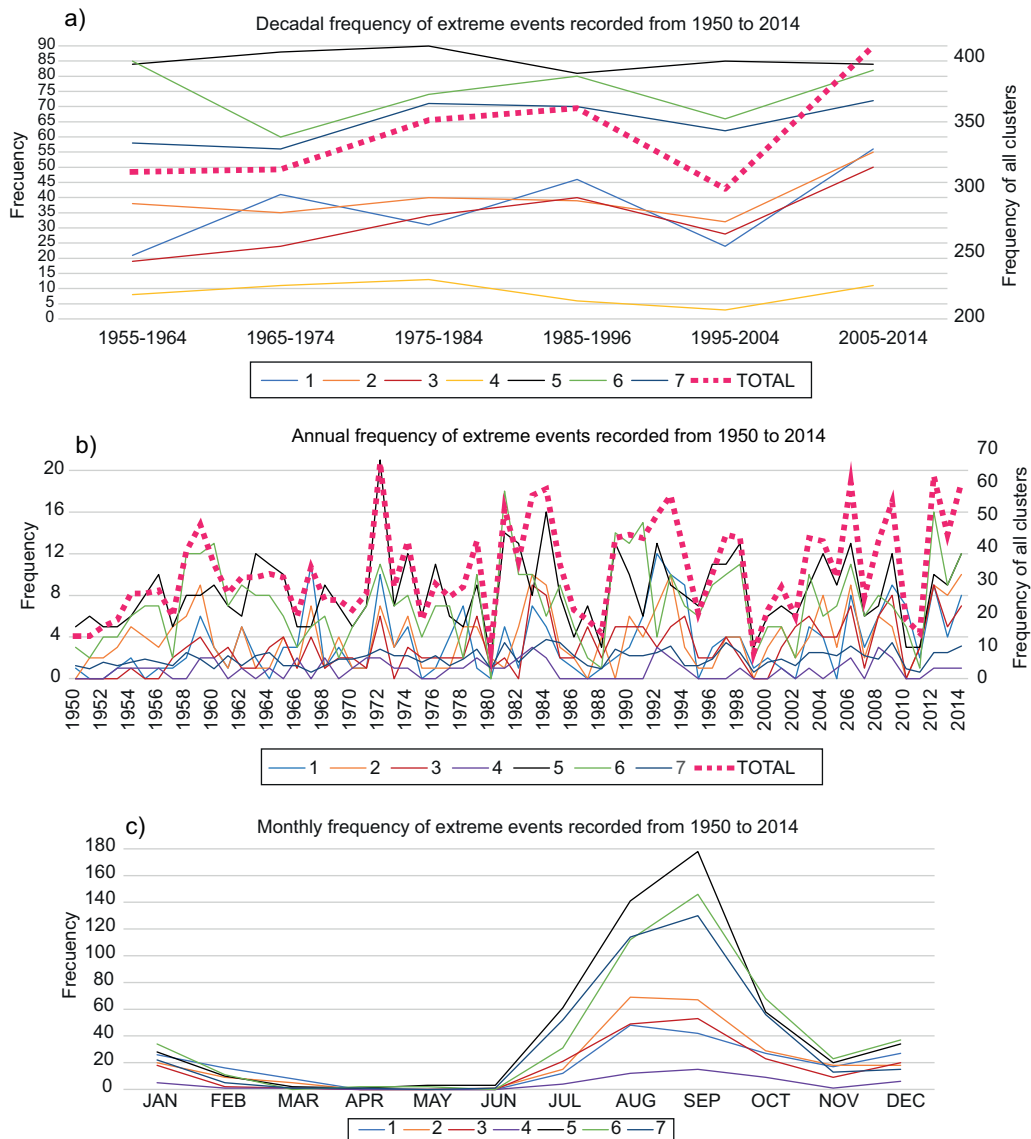 a)
Decadal frequency of extreme events recorded from 1950 to 2014
90
85
80
75
70
65
60
55
50
45
40
35
30
25
20
15
10
5
0
Frecuency
400
350
300
250
200
Frequency of all clusters
1955-1964 1965-1974 1975-1984 1985-1996 1995-2004 2005-2014
1 2 3 4 5 6 7 TOTAL
b)
Annual frequency of extreme events recorded from 1950 to 2014
20
16
12
8
4
0
Frequency
70
60
50
40
30
20
10
0
Frequency of all clusters
1950 1952 1954 1956 1958 1960 1962 1964 1966 1968 1970 1972 1974 1976 1978 1980 1982 1984 1986 1988 1990 1992 1994 1996 1998 2000 2002 2004 2006 2008 2010 2012 2014
1 2 3 4 5 6 7 TOTAL
c)
Monthly frequency of extreme events recorded from 1950 to 2014
180
160
140
120
100
80
60
40
20
0
Frecuency
JAN FEB MAR APR MAY JUN JUL AUG SEP OCT NOV DEC
1 2 3 4 5 6 7